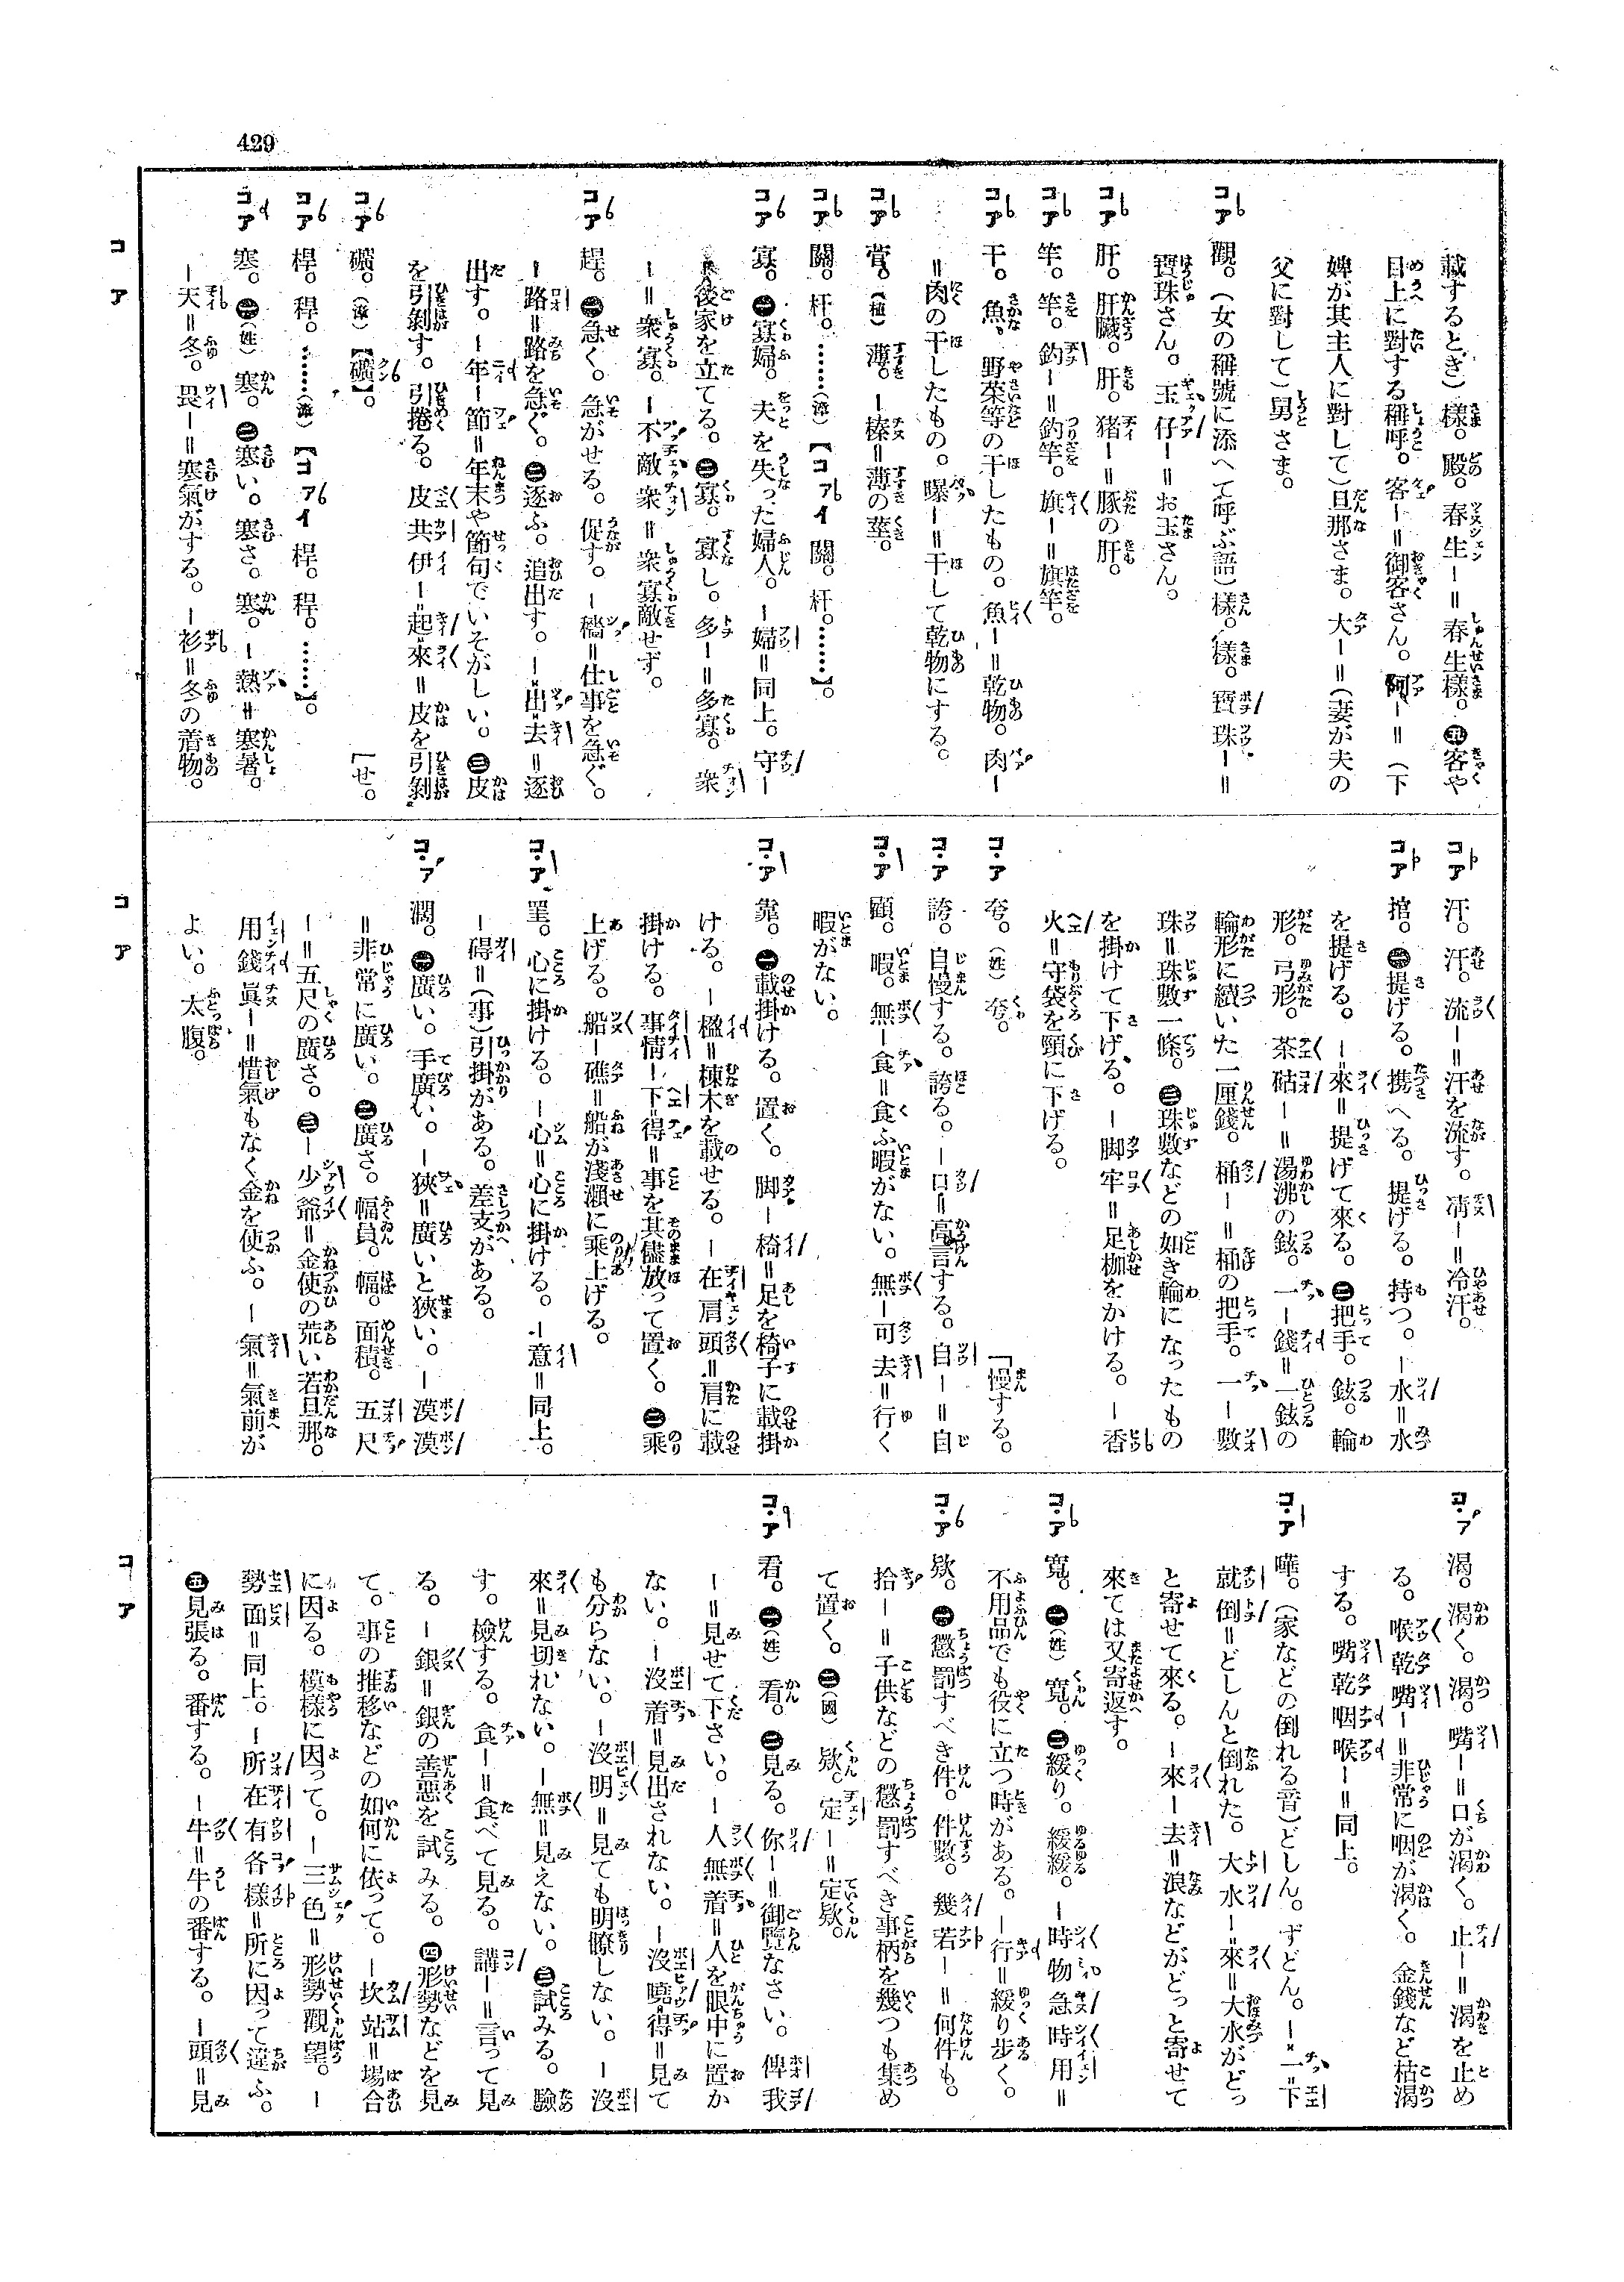 429
載するとき)樣。殿。春生ー=春生樣。㊄客や
目上に對する稱呼。客ー=御客さん。阿ー=(下
婢が其主人に對して)旦那さま。大ー=(妻が夫の
父に對して)舅さま。
コア 觀。(女の稱號に添へて呼ぶ語)樣。樣。寶珠ー=
寶珠さん。玉仔ー=お玉さん。
コア 肝。肝臟。肝。猪ー=豚の肝。
コア 竿。竿。釣ー=釣竿。旗ー=旗竿。
コア 干。魚、野菜等の干したもの。魚ー=乾物。肉ー
=肉の干したもの。曝ー=干して乾物にする。
コア 菅。(植)薄。ー榛=薄の莖。
コア 關。杆。……(漳)【コアイ關。杆。……】。
コア 寡。㊀寡婦。夫を失った婦人。ー婦=同上。守ー
=後家を立てる。㊁寡。寡し。多ー=多寡。衆
ー=衆寡。ー不敵衆=衆寡敵せず。
コア 趕。㊀急く。急がせる。促す。ー穡=仕事を急ぐ。
ー路=路を急ぐ。㊁逐ふ。追出す。ー出去=逐
出す。ー年ー節=年末や節句でいそがしい。㊂皮
を引剝す。引捲る。皮共伊ー起來=皮を引剝
[せ。
コア 礦。(漳)【礦】。
コア 桿。稈。……(漳)【コアイ桿。稈。……】。
コア 寒。㊀(姓)寒。㊁寒い。寒さ。寒。ー熱=寒暑。
ー天=冬。畏ー=寒氣がする。ー衫=冬の着物。
コア 汗。汗。流ー=汗を流す。凊ー=冷汗。
コア 捾。㊀提げる。携へる。提げる。持つ。ー水=水
を提げる。ー來=提げて來る。㊁把手。鉉。輪
形。弓形。茶砧ー=湯沸の鉉。一ー錢=一鉉の
輪形に續いた一厘錢。桶ー=桶の把手。一ー數
珠=珠數一條。㊂珠數などの如き輪になったもの
を掛けて下げる。ー脚牢=足枷をかける。ー香
火=守袋を頸に下げる。
コ・ア 夸。(姓)夸。
「慢する。
コ・ア 誇。自慢する。誇る。ー口=高言する。自ー=自
コ・ア 顧。暇。無ー食=食ふ暇がない。無ー可去=行く
暇がない。
コ・ア 靠。㊀載掛ける。置く。脚ー椅=足を椅子に載掛
ける。ー楹=棟木を載せる。ー在肩頭=肩に載
掛ける。事情ー下得=事を其儘放って置く。㊁乘
上げる。船ー礁=船が淺瀨に乘上げる。
コ・ア 罣。心に掛ける。ー心=心に掛ける。ー意=同上。
ー碍=(事)引掛がある。差支がある。
コ・ア 濶。㊀廣い。手廣い。ー狹=廣いと狹い。ー漠漠
=非常に廣い。㊁廣さ。幅員。幅。面積。五尺
ー=五尺の廣さ。㊂ー少爺=金使の荒い若旦那。
用錢眞ー=惜氣もなく金を使ふ。ー氣=氣前が
よい。太腹。
コ・ア 渴。渴く。渴。嘴ー=口が渴く。止ー=渴を止め
る。喉乾嘴ー=非常に咽が渴く。金錢など枯渴
する。嘴乾咽喉ー=同上。
コ・ア 嘩。(家などの倒れる音)どしん。ずどん。ー一下
就倒=どしんと倒れた。大水ー來=大水がどっ
と寄せて來る。ー來ー去=浪などがどっと寄せて
來ては又寄返す。
コ・ア 寬。㊀(姓)寬。㊁緩り。緩緩。ー時物急時用=
不用品でも役に立つ時がある。ー行=緩り步く。
コ・ア 欵。㊀懲罰すべき件。件數。幾若ー=何件も。
拾ー=子供などの懲罰すべき事柄を幾つも集め
て置く。㊁(國)欵。定ー=定欵。
コ・ア 看。㊀(姓)看。㊁見る。你ー=御覽なさい。俾我
ー=見せて下さい。ー人無着=人を眼中に置か
ない。ー沒着=見出されない。ー沒曉得=見て
も分らない。ー沒明=見ても明瞭しない。ー沒
來=見切れない。ー無=見えない。㊂試みる。驗
す。檢する。食ー=食べて見る。講ー=言って見
る。ー銀=銀の善惡を試みる。㊃形勢などを見
て。事の推移などの如何に依って。ー坎站=場合
に因る。模樣に因って。ー三色=形勢觀望。ー
勢面=同上。ー所在有各樣=所に因って違ふ。
㊄見張る。番する。ー牛=牛の番する。ー頭=見
コア
コア
コア